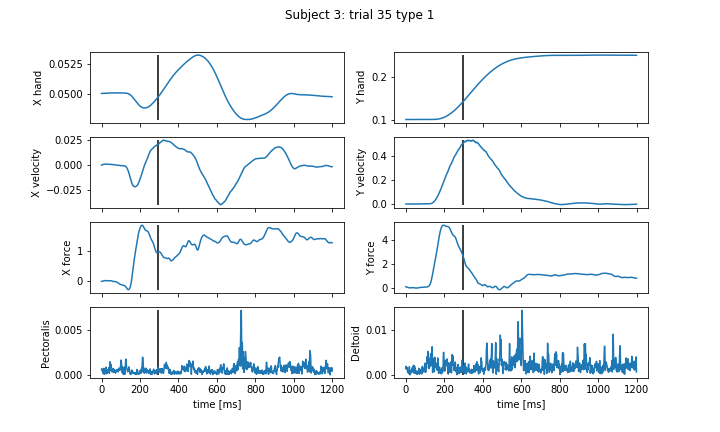 Subject 3: trial 35 type 1
X hand
0.0525
0.0500
Y hand
0.2
0.1
X velocity
0.025
0.000
−0.025
Y velocity
0.4
0.2
0.0
X force
1
0
Y force
4
2
0
Pectoralis
0.005
0.000
0 200 400 600 800 1000 1200
time [ms]
Deltoid
0.01
0.00
0 200 400 600 800 1000 1200
time [ms]